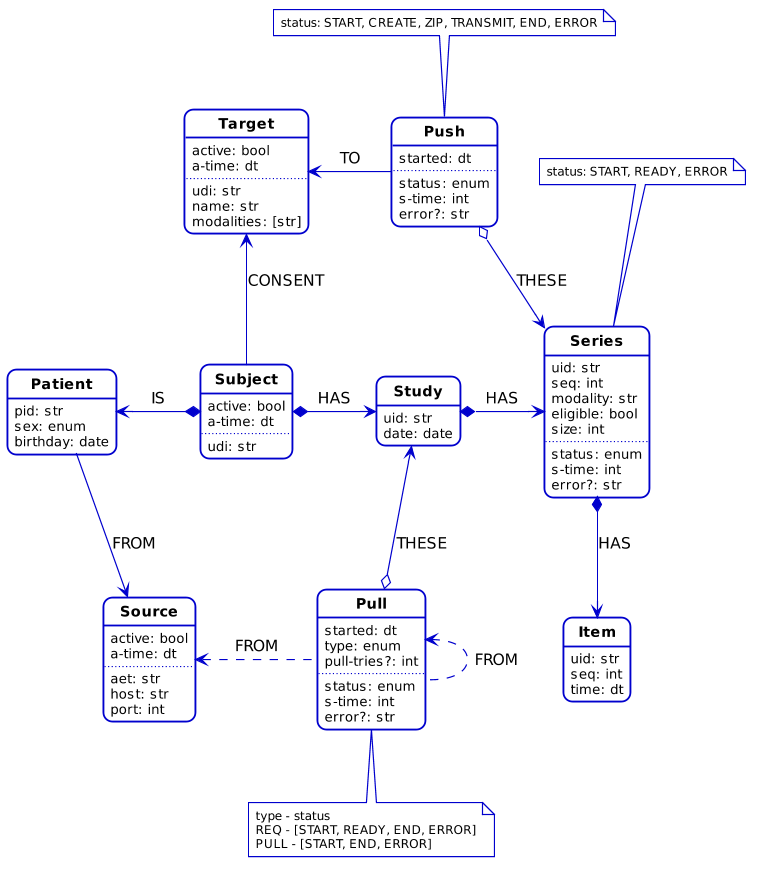 status: START, CREATE, ZIP, TRANSMIT, END, ERROR
Target
active: bool
a-time: dt
udi: str
name: str
modalities: [str]
TO
Push
started: dt
status: enum
s-time: int
error?: str
status: START, READY, ERROR
CONSENT
THESE
Patient
pid: str
sex: enum
birthday: date
IS
Subject
active: bool
a-time: dt
udi: str
HAS
Study
uid: str
date: date
HAS
Series
uid: str
seq: int
modality: str
eligible: bool
size: int
status: enum
s-time: int
error?: str
FROM
THESE
HAS
Source
active: bool
a-time: dt
aet: str
host: str
port: int
FROM
Pull
started: dt
type: enum
pull-tries?: int
status: enum
s-time: int
error?: str
FROM
Item
uid: str
seq: int
time: dt
type - status
REQ - [START, READY, END, ERROR]
PULL - [START, END, ERROR]